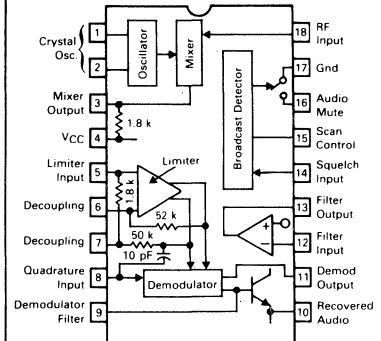 Crystal Osc.
1
2
Oscillator
Mixer
18 RF Input
17 Gnd
Mixer Output 3
1.8 k
16 Audio Mute
VCC 4
Broadcast Detector
15 Scan Control
Limiter Input 5
Limiter
14 Squelch Input
1.8 k
Decoupling 6
52 k
13 Filter Output
+
−
Decoupling 7
50 k
12 Filter Input
10 pF
Quadrature Input 8
Demodulator
11 Demod Output
Demodulator Filter 9
10 Recovered Audio